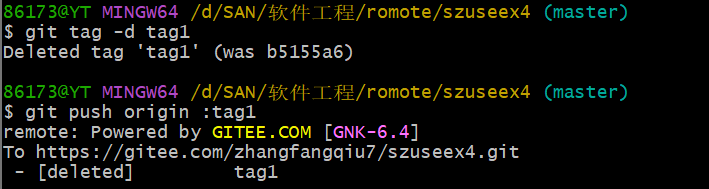 86173@YT MINGW64 /d/SAN/软件工程/romote/szuseex4 (master)
$ git tag -d tag1
Deleted tag 'tag1' (was b5155a6)
86173@YT MINGW64 /d/SAN/软件工程/romote/szuseex4 (master)
$ git push origin :tag1
remote: Powered by GITEE.COM [GNK-6.4]
To https://gitee.com/zhangfangqiu7/szuseex4.git
 - [deleted]         tag1